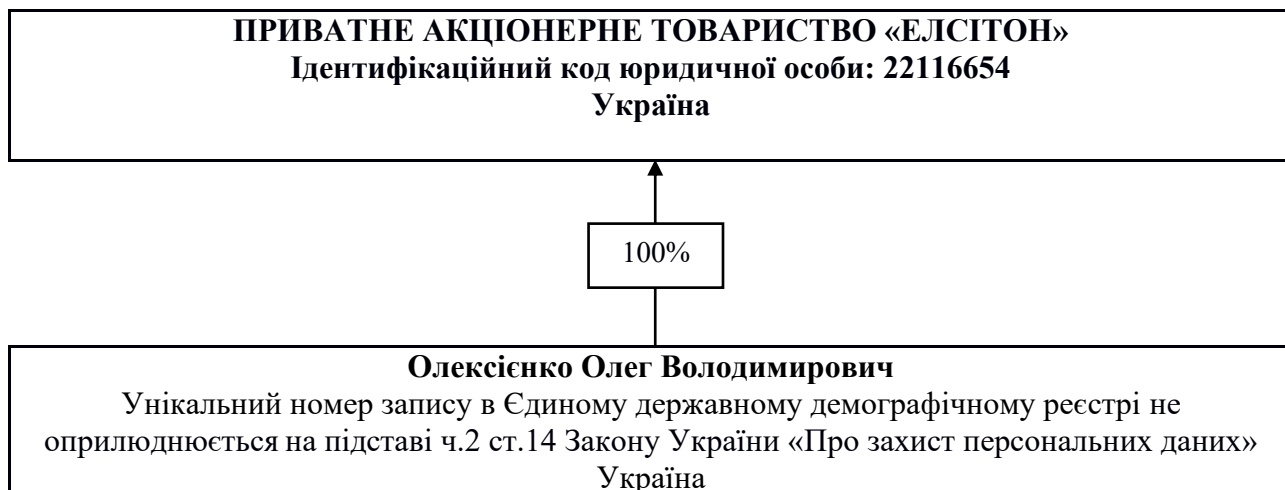 ПРИВАТНЕ АКЦІОНЕРНЕ ТОВАРИСТВО «ЕЛСІТОН»
Ідентифікаційний код юридичної особи: 22116654
Україна
100%
Олексієнко Олег Володимирович
Унікальний номер запису в Єдиному державному демографічному реєстрі не
оприлюднюється на підставі ч.2 ст.14 Закону України «Про захист персональних даних»
Україна